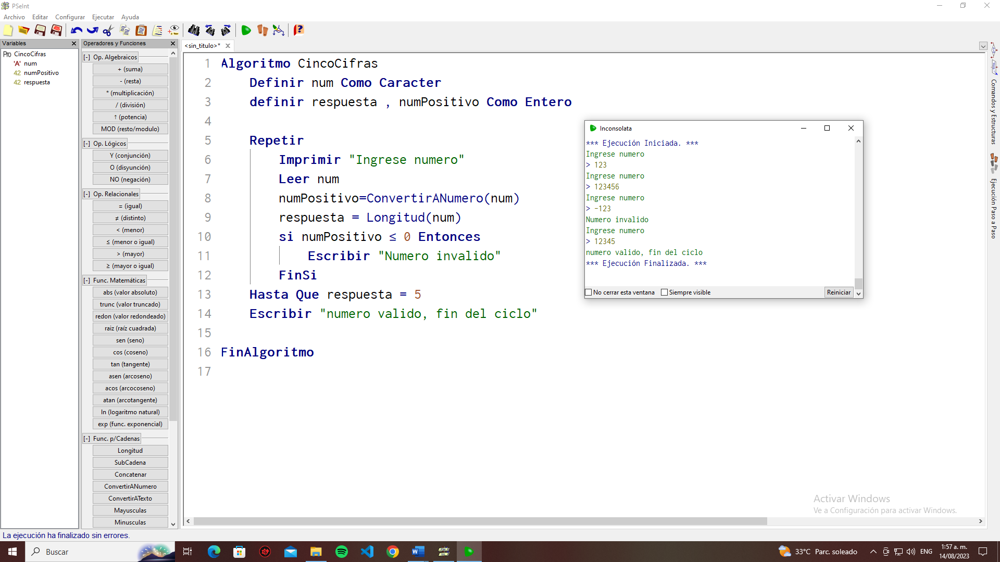 PSeInt
Archivo Editar Configurar Ejecutar Ayuda
Variables
Pro CincoCifras
'A' num
42 numPositivo
42 respuesta
Operadores y Funciones
[-] Op. Algebraicos
+ (suma)
- (resta)
* (multiplicación)
/ (división)
↑ (potencia)
MOD (resto/modulo)
[-] Op. Lógicos
Y (conjunción)
O (disyunción)
NO (negación)
[-] Op. Relacionales
= (igual)
≠ (distinto)
< (menor)
≤ (menor o igual)
> (mayor)
≥ (mayor o igual)
[-] Func. Matemáticas
abs (valor absoluto)
trunc (valor truncado)
redon (valor redondeado)
raiz (raíz cuadrada)
sen (seno)
cos (coseno)
tan (tangente)
asen (arcoseno)
acos (arcocoseno)
atan (arcotangente)
ln (logaritmo natural)
exp (func. exponencial)
[-] Func. p/Cadenas
Longitud
SubCadena
Concatenar
ConvertirANumero
ConvertirATexto
Mayusculas
Minusculas
<sin_titulo>*
1 Algoritmo CincoCifras
2 Definir num Como Caracter
3 definir respuesta , numPositivo Como Entero
4
5 Repetir
6 Imprimir "Ingrese numero"
7 Leer num
8 numPositivo=ConvertirANumero(num)
9 respuesta = Longitud(num)
10 si numPositivo ≤ 0 Entonces
11 Escribir "Numero invalido"
12 FinSi
13 Hasta Que respuesta = 5
14 Escribir "numero valido, fin del ciclo"
15
16 FinAlgoritmo
17
Inconsolata
*** Ejecución Iniciada. ***
Ingrese numero
> 123
Ingrese numero
> 123456
Ingrese numero
> -123
Numero invalido
Ingrese numero
> 12345
numero valido, fin del ciclo
*** Ejecución Finalizada. ***
No cerrar esta ventana Siempre visible Reiniciar
Comandos y Estructuras
Ejecución Paso a Paso
Activar Windows
Ve a Configuración para activar Windows.
La ejecución ha finalizado sin errores.
Buscar
33°C Parc. soleado
ENG
1:57 a. m.
14/08/2023